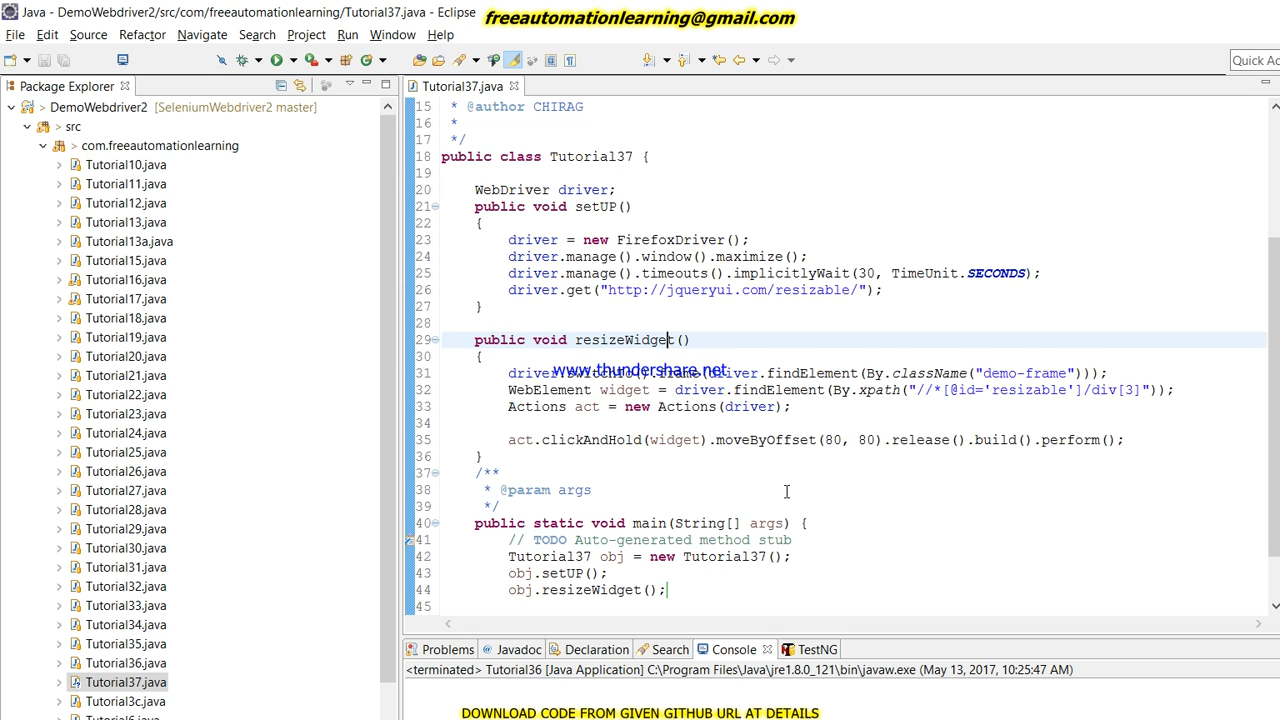 Java - DemoWebdriver2/src/com/freeautomationlearning/Tutorial37.java - Eclipse
freeautomationlearning@gmail.com
File Edit Source Refactor Navigate Search Project Run Window Help
Quick Ac
Package Explorer
DemoWebdriver2 [SeleniumWebdriver2 master]
src
com.freeautomationlearning
Tutorial10.java
Tutorial11.java
Tutorial12.java
Tutorial13.java
Tutorial13a.java
Tutorial15.java
Tutorial16.java
Tutorial17.java
Tutorial18.java
Tutorial19.java
Tutorial20.java
Tutorial21.java
Tutorial22.java
Tutorial23.java
Tutorial24.java
Tutorial25.java
Tutorial26.java
Tutorial27.java
Tutorial28.java
Tutorial29.java
Tutorial30.java
Tutorial31.java
Tutorial32.java
Tutorial33.java
Tutorial34.java
Tutorial35.java
Tutorial36.java
Tutorial37.java
Tutorial3c.java
Tutorial6.java
Tutorial37.java
15 * @author CHIRAG
16 *
17 */
18 public class Tutorial37 {
19
20 WebDriver driver;
21 public void setUP()
22 {
23 driver = new FirefoxDriver();
24 driver.manage().window().maximize();
25 driver.manage().timeouts().implicitlyWait(30, TimeUnit.SECONDS);
26 driver.get("http://jqueryui.com/resizable/");
27 }
28
29 public void resizeWidget()
30 {
www.thundershare.net
31 driver.switchTo().frame(driver.findElement(By.className("demo-frame")));
32 WebElement widget = driver.findElement(By.xpath("//*[@id='resizable']/div[3]"));
33 Actions act = new Actions(driver);
34
35 act.clickAndHold(widget).moveByOffset(80, 80).release().build().perform();
36 }
37 /**
38 * @param args
39 */
40 public static void main(String[] args) {
41 // TODO Auto-generated method stub
42 Tutorial37 obj = new Tutorial37();
43 obj.setUP();
44 obj.resizeWidget();
45
Problems Javadoc Declaration Search Console TestNG
<terminated> Tutorial36 [Java Application] C:\Program Files\Java\jre1.8.0_121\bin\javaw.exe (May 13, 2017, 10:25:47 AM)
DOWNLOAD CODE FROM GIVEN GITHUB URL AT DETAILS